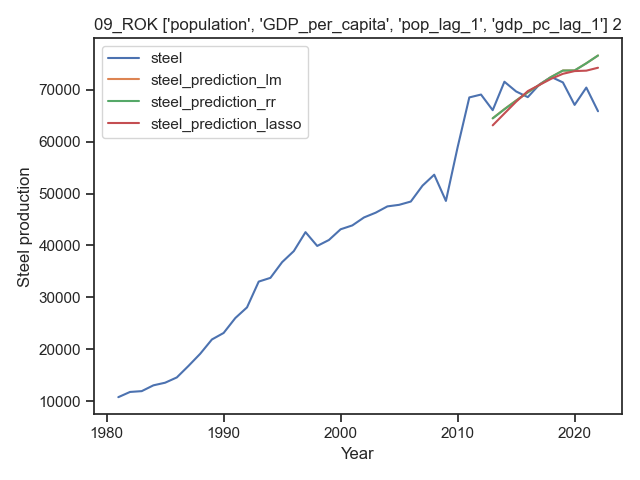 09_ROK ['population', 'GDP_per_capita', 'pop_lag_1', 'gdp_pc_lag_1'] 2
steel
steel_prediction_lm
steel_prediction_rr
steel_prediction_lasso
Steel production
70000
60000
50000
40000
30000
20000
10000
1980
1990
2000
2010
2020
Year